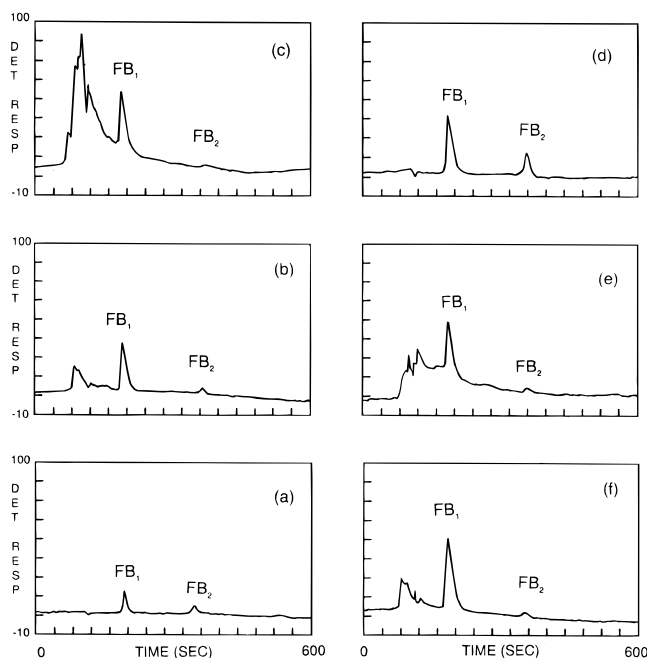 100
DET RESP
-10
(c)
FB₁
FB₂
(d)
FB₁
FB₂
100
DET RESP
-10
(b)
FB₁
FB₂
(e)
FB₁
FB₂
100
DET RESP
-10
(a)
FB₁
FB₂
0 TIME (SEC) 600
(f)
FB₁
FB₂
0 TIME (SEC) 600